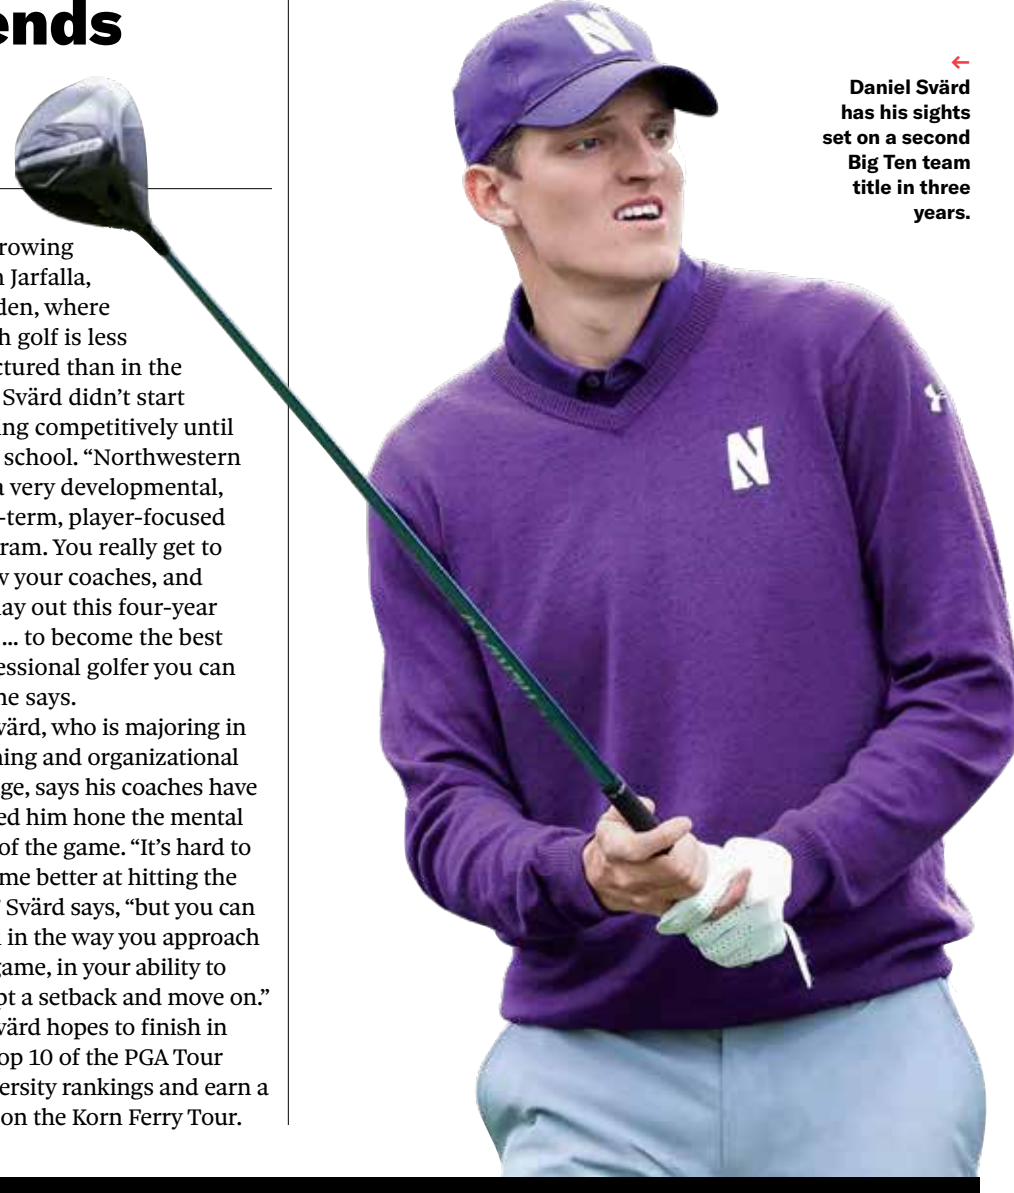 ends
rowing
n Jarfalla,
den, where
h golf is less
ctured than in the
Svärd didn’t start
ing competitively until
school. “Northwestern
a very developmental,
-term, player-focused
ram. You really get to
w your coaches, and
lay out this four-year
... to become the best
essional golfer you can
he says.
värd, who is majoring in
ning and organizational
ge, says his coaches have
ed him hone the mental
of the game. “It’s hard to
me better at hitting the
” Svärd says, “but you can
in the way you approach
game, in your ability to
pt a setback and move on.”
värd hopes to finish in
op 10 of the PGA Tour
ersity rankings and earn a
on the Korn Ferry Tour.
←
Daniel Svärd
has his sights
set on a second
Big Ten team
title in three
years.
N
N